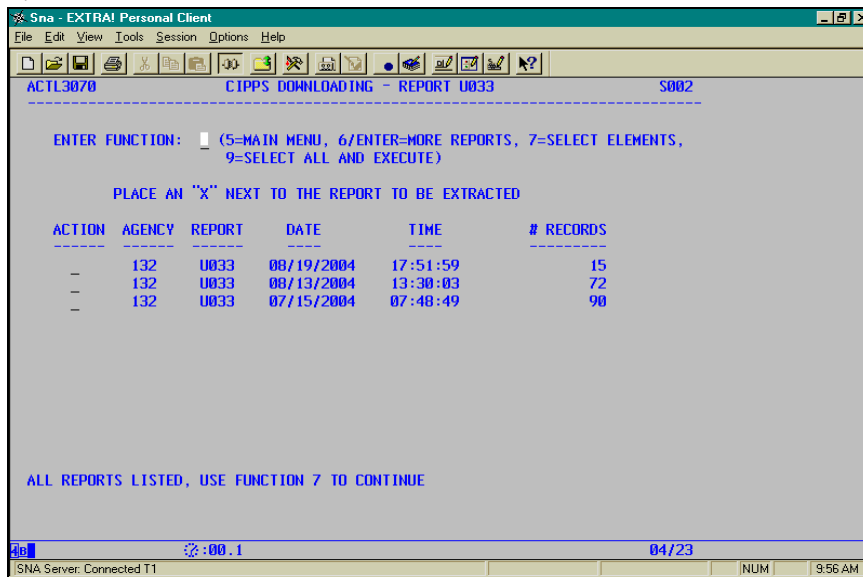 Sna - EXTRA! Personal Client
File Edit View Tools Session Options Help
ACTL3070 CIPPS DOWNLOADING - REPORT U033 S002
ENTER FUNCTION: _ (5=MAIN MENU, 6/ENTER=MORE REPORTS, 7=SELECT ELEMENTS,
9=SELECT ALL AND EXECUTE)
PLACE AN "X" NEXT TO THE REPORT TO BE EXTRACTED
ACTION AGENCY REPORT DATE TIME # RECORDS
------ ------ ------ ---- ---- ---------
_ 132 U033 08/19/2004 17:51:59 15
_ 132 U033 08/13/2004 13:30:03 72
_ 132 U033 07/15/2004 07:48:49 90
ALL REPORTS LISTED, USE FUNCTION 7 TO CONTINUE
4B :00.1 04/23
SNA Server: Connected T1 NUM 9:56 AM